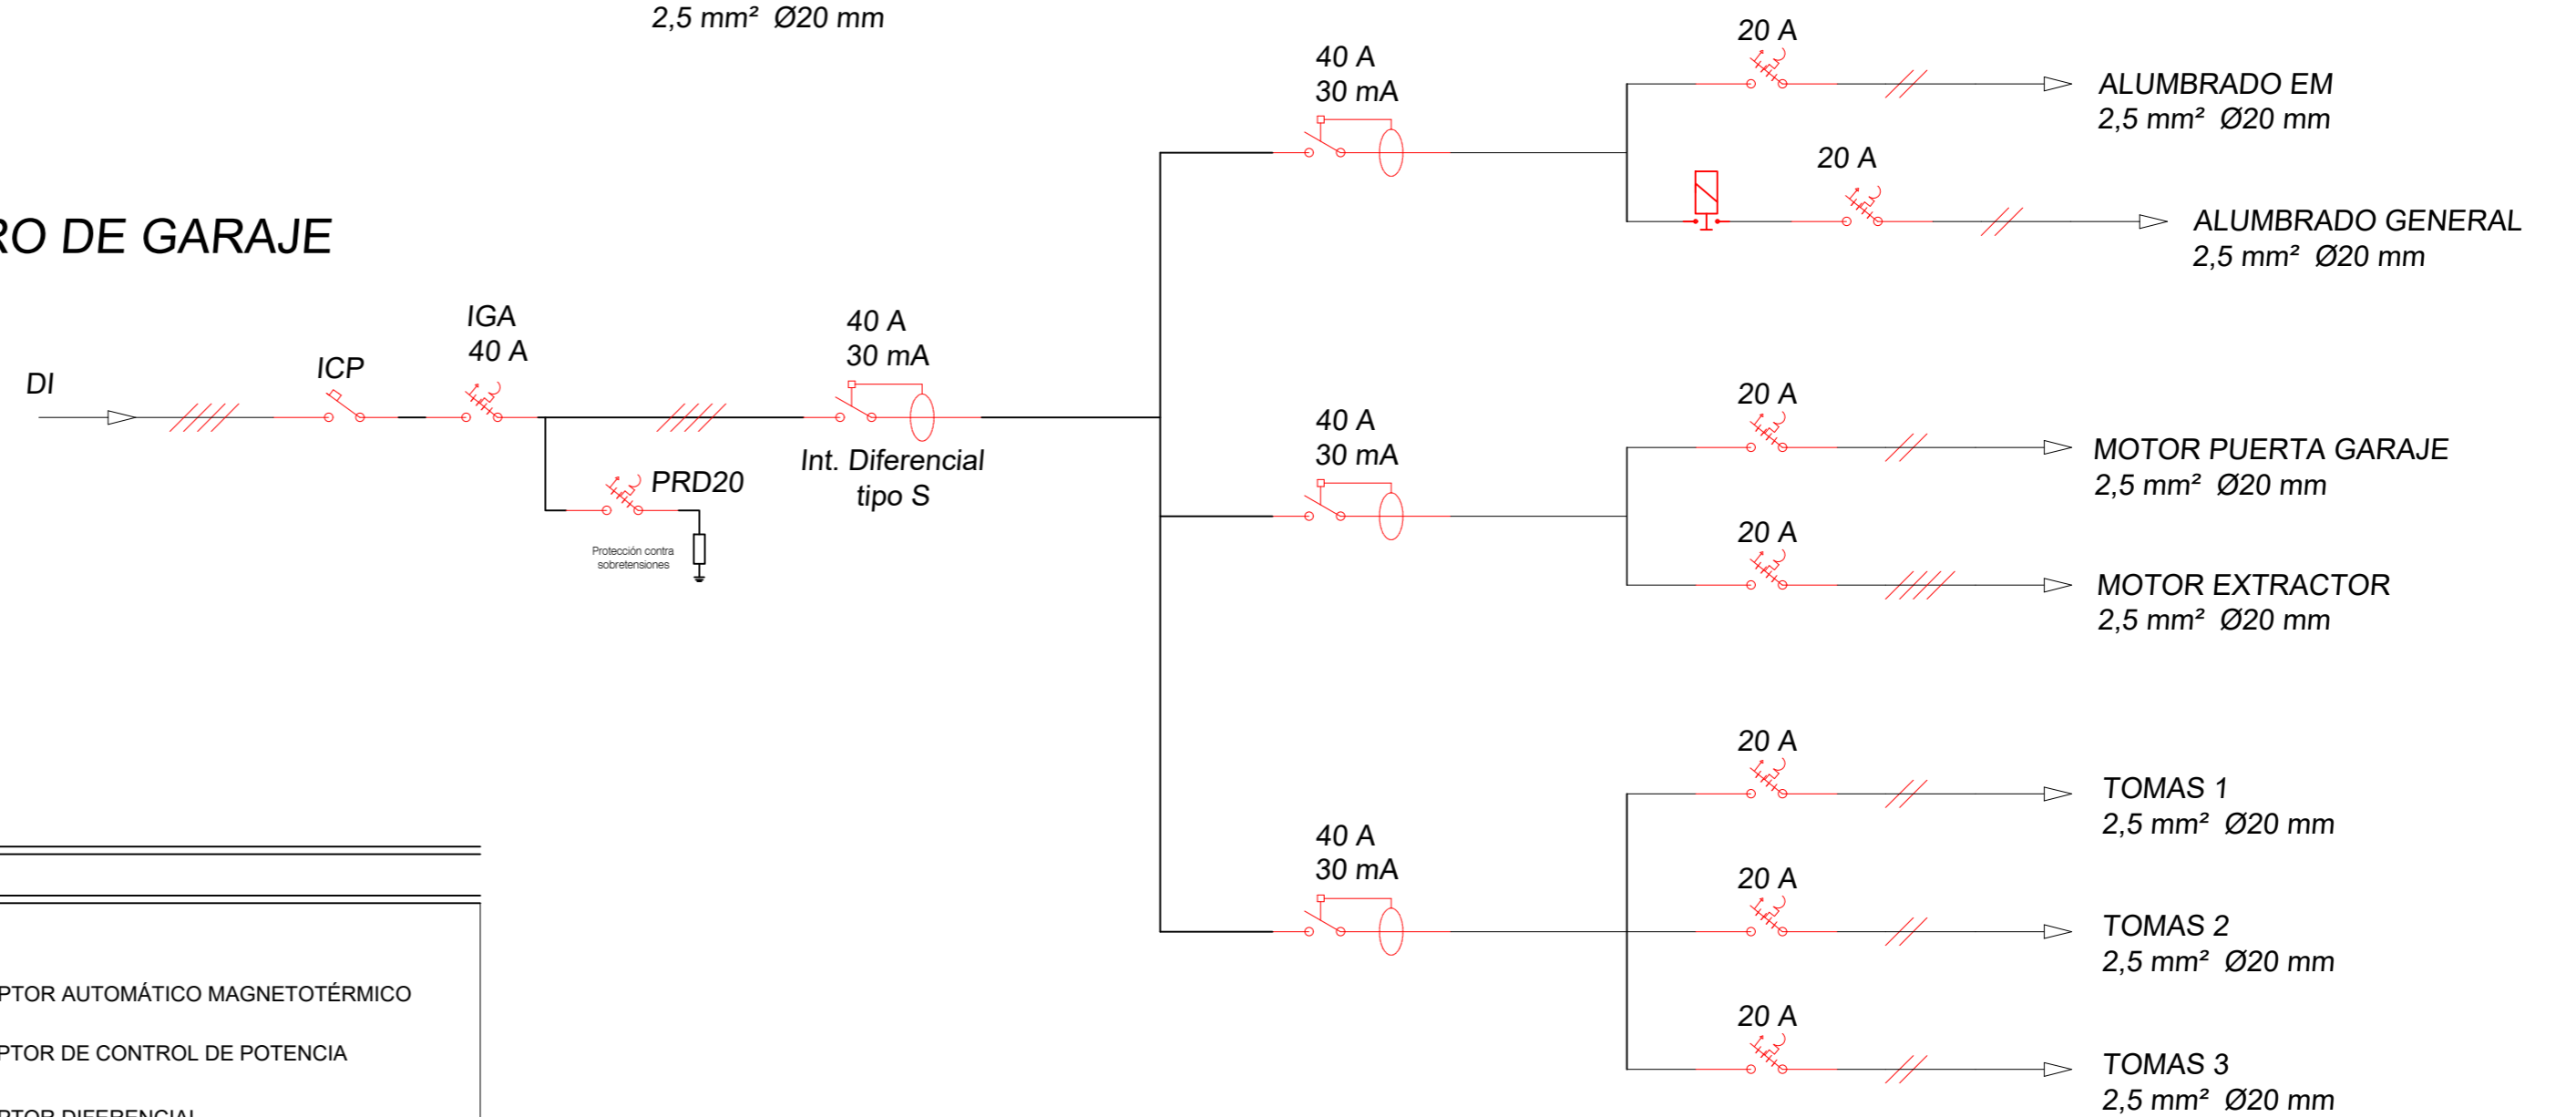 2,5 mm² Ø20 mm
RO DE GARAJE
DI
ICP
IGA
40 A
PRD20
Protección contra
sobretensiones
40 A
30 mA
Int. Diferencial
tipo S
40 A
30 mA
20 A
ALUMBRADO EM
2,5 mm² Ø20 mm
20 A
ALUMBRADO GENERAL
2,5 mm² Ø20 mm
40 A
30 mA
20 A
MOTOR PUERTA GARAJE
2,5 mm² Ø20 mm
20 A
MOTOR EXTRACTOR
2,5 mm² Ø20 mm
40 A
30 mA
20 A
TOMAS 1
2,5 mm² Ø20 mm
20 A
TOMAS 2
2,5 mm² Ø20 mm
20 A
TOMAS 3
2,5 mm² Ø20 mm
PTOR AUTOMÁTICO MAGNETOTÉRMICO
PTOR DE CONTROL DE POTENCIA
PTOR DIFERENCIAL